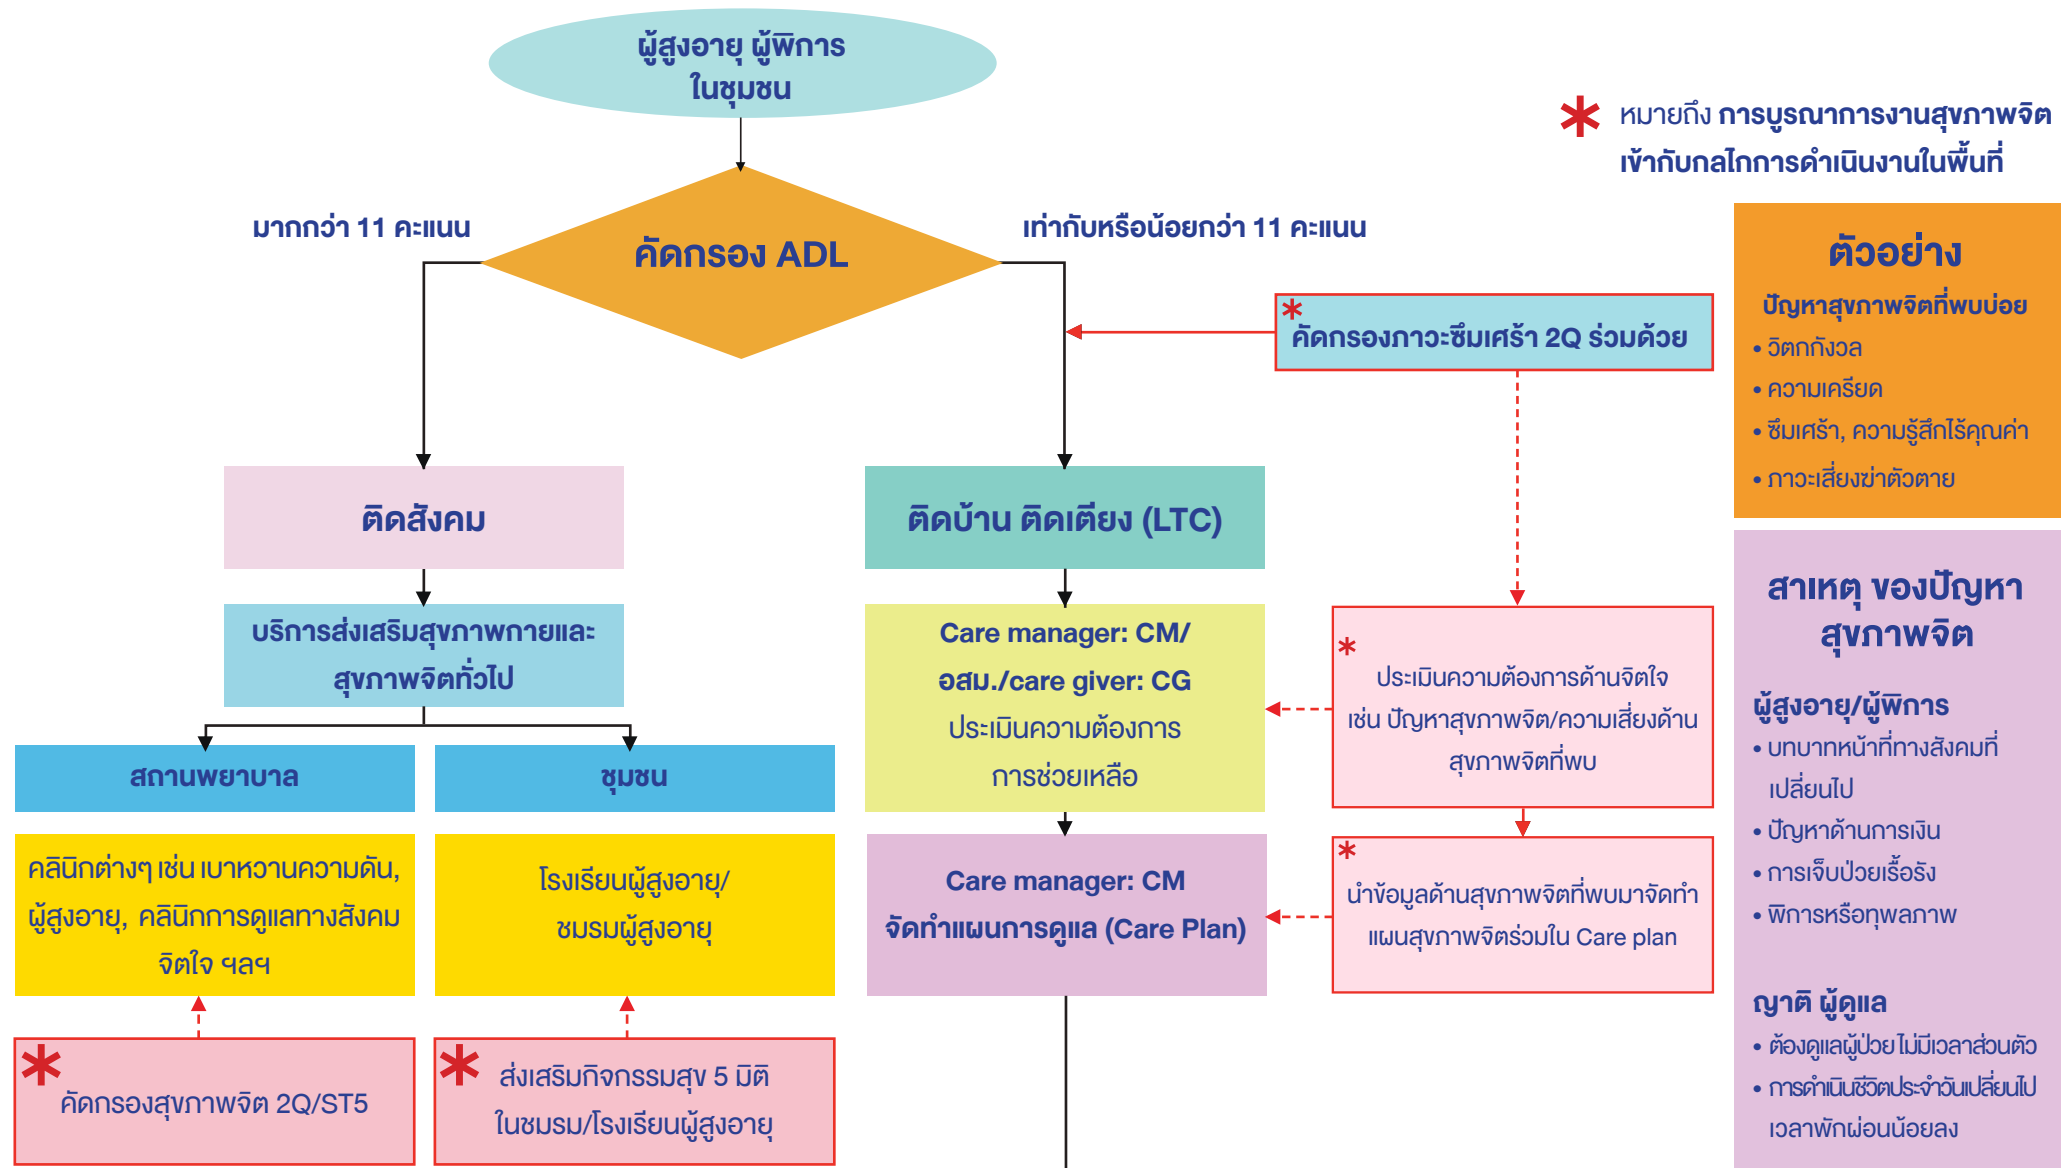 ผู้สูงอายุ ผู้พิการ
ในชุมชน
* หมายถึง การบูรณาการงานสุขภาพจิต
เข้ากับกลไกการดำเนินงานในพื้นที่
มากกว่า 11 คะแนน
คัดกรอง ADL
เท่ากับหรือน้อยกว่า 11 คะแนน
*
คัดกรองภาวะซึมเศร้า 2Q ร่วมด้วย
ติดสังคม
ติดบ้าน ติดเตียง (LTC)
บริการส่งเสริมสุขภาพกายและ
สุขภาพจิตทั่วไป
Care manager: CM/
อสม./care giver: CG
ประเมินความต้องการ
การช่วยเหลือ
*
ประเมินความต้องการด้านจิตใจ
เช่น ปัญหาสุขภาพจิต/ความเสี่ยงด้าน
สุขภาพจิตที่พบ
สถานพยาบาล
ชุมชน
คลินิกต่างๆ เช่น เบาหวานความดัน,
ผู้สูงอายุ, คลินิกการดูแลทางสังคม
จิตใจ ฯลฯ
โรงเรียนผู้สูงอายุ/
ชมรมผู้สูงอายุ
Care manager: CM
จัดทำแผนการดูแล (Care Plan)
*
นำข้อมูลด้านสุขภาพจิตที่พบมาจัดทำ
แผนสุขภาพจิตร่วมใน Care plan
*
คัดกรองสุขภาพจิต 2Q/ST5
*
ส่งเสริมกิจกรรมสุข 5 มิติ
ในชมรม/โรงเรียนผู้สูงอายุ
ตัวอย่าง
ปัญหาสุขภาพจิตที่พบบ่อย
• วิตกกังวล
• ความเครียด
• ซึมเศร้า, ความรู้สึกไร้คุณค่า
• ภาวะเสี่ยงฆ่าตัวตาย
สาเหตุ ของปัญหา
สุขภาพจิต
ผู้สูงอายุ/ผู้พิการ
• บทบาทหน้าที่ทางสังคมที่
เปลี่ยนไป
• ปัญหาด้านการเงิน
• การเจ็บป่วยเรื้อรัง
• พิการหรือทุพลภาพ
ญาติ ผู้ดูแล
• ต้องดูแลผู้ป่วย ไม่มีเวลาส่วนตัว
• การดำเนินชีวิตประจำวันเปลี่ยนไป
เวลาพักผ่อนน้อยลง